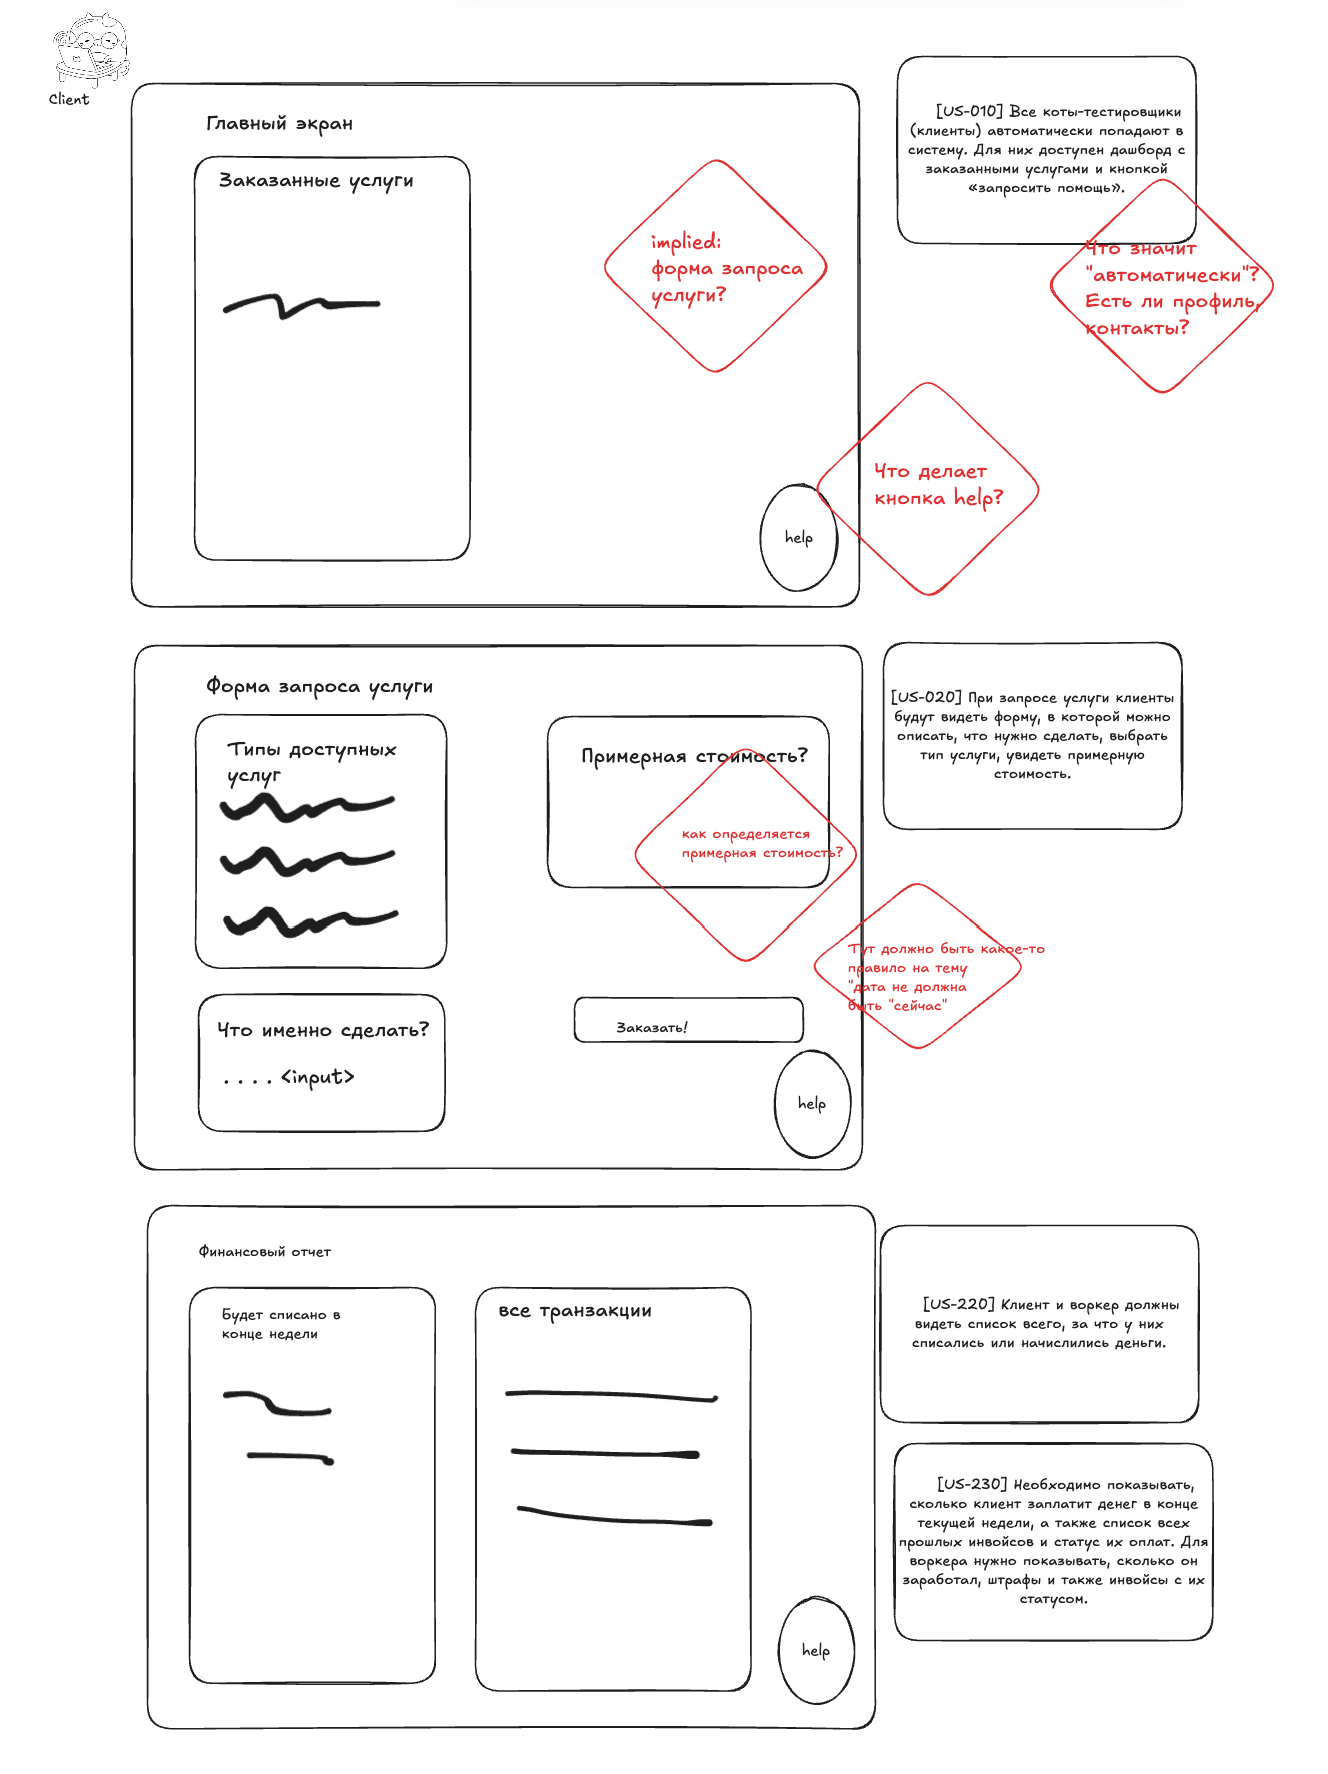 Client
Главный экран
Заказанные услуги
implied:
форма запроса
услуги?
[US-010] Все коты-тестировщики
(клиенты) автоматически попадают в
систему. Для них доступен дашборд с
заказанными услугами и кнопкой
«запросить помощь».
Что значит
"автоматически"?
Есть ли профиль,
контакты?
Что делает
кнопка help?
help
Форма запроса услуги
Типы доступных
услуг
Примерная стоимость?
как определяется
примерная стоимость?
[US-020] При запросе услуги клиенты
будут видеть форму, в которой можно
описать, что нужно сделать, выбрать
тип услуги, увидеть примерную
стоимость.
Тут должно быть какое-то
правило на тему
"дата не должна
быть "сейчас"
Что именно сделать?
. . . . <input>
Заказать!
help
Финансовый отчет
Будет списано в
конце недели
все транзакции
[US-220] Клиент и воркер должны
видеть список всего, за что у них
списались или начислились деньги.
[US-230] Необходимо показывать,
сколько клиент заплатит денег в конце
текущей недели, а также список всех
прошлых инвойсов и статус их оплат. Для
воркера нужно показывать, сколько он
заработал, штрафы и также инвойсы с их
статусом.
help